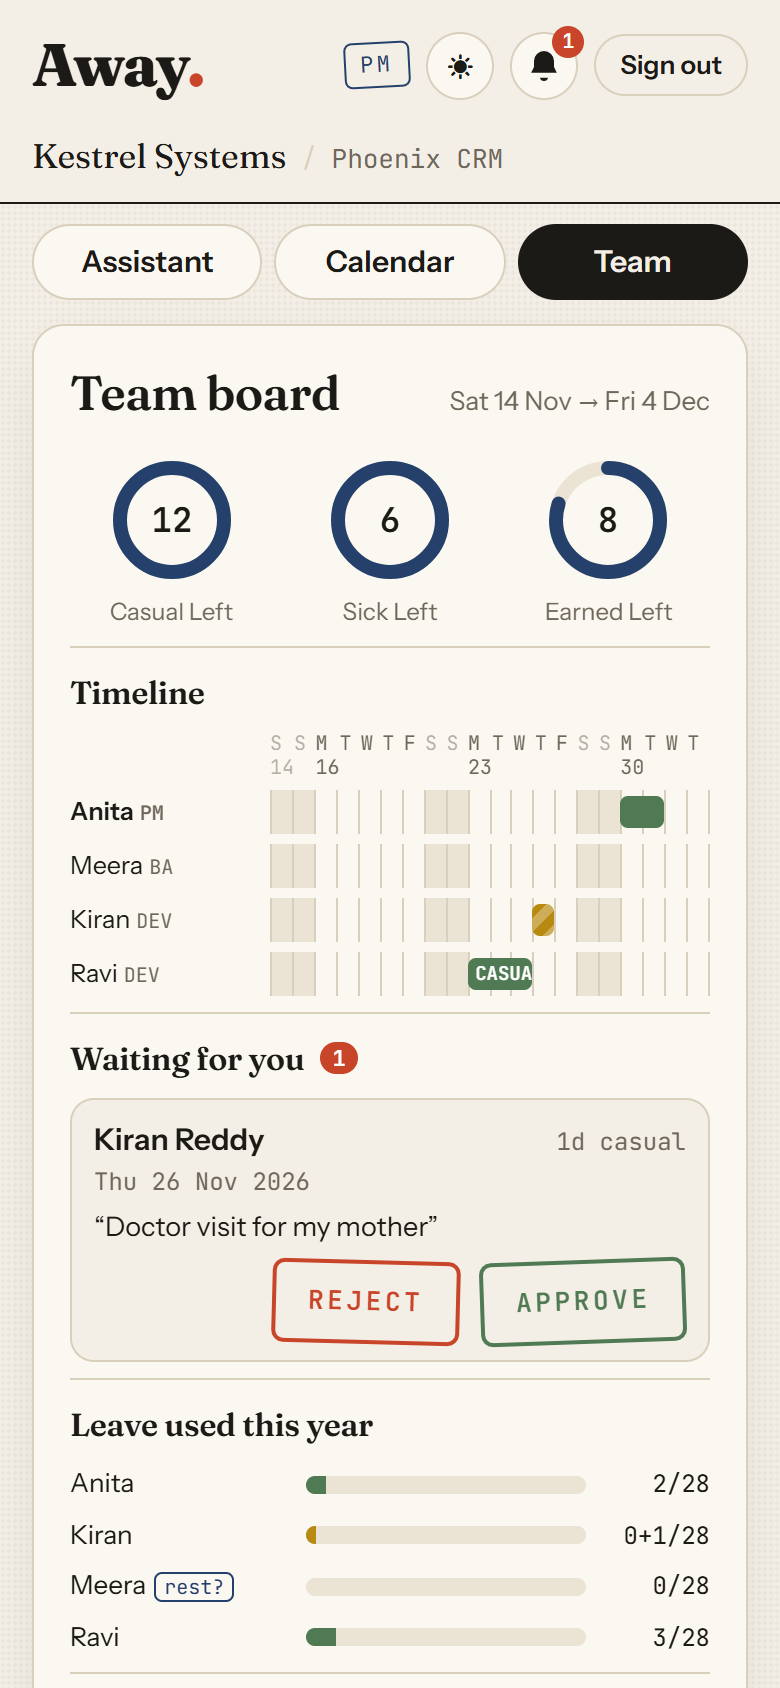 Away.
PM
1
Sign out
Kestrel Systems / Phoenix CRM
Assistant
Calendar
Team
Team board
Sat 14 Nov → Fri 4 Dec
12
6
8
Casual Left
Sick Left
Earned Left
Timeline
S S M T W T F S S M T W T F S S M T W T
14 16 23 30
Anita PM
Meera BA
Kiran DEV
Ravi DEV
CASUA
Waiting for you 1
Kiran Reddy
1d casual
Thu 26 Nov 2026
“Doctor visit for my mother”
REJECT
APPROVE
Leave used this year
Anita 2/28
Kiran 0+1/28
Meera rest? 0/28
Ravi 3/28